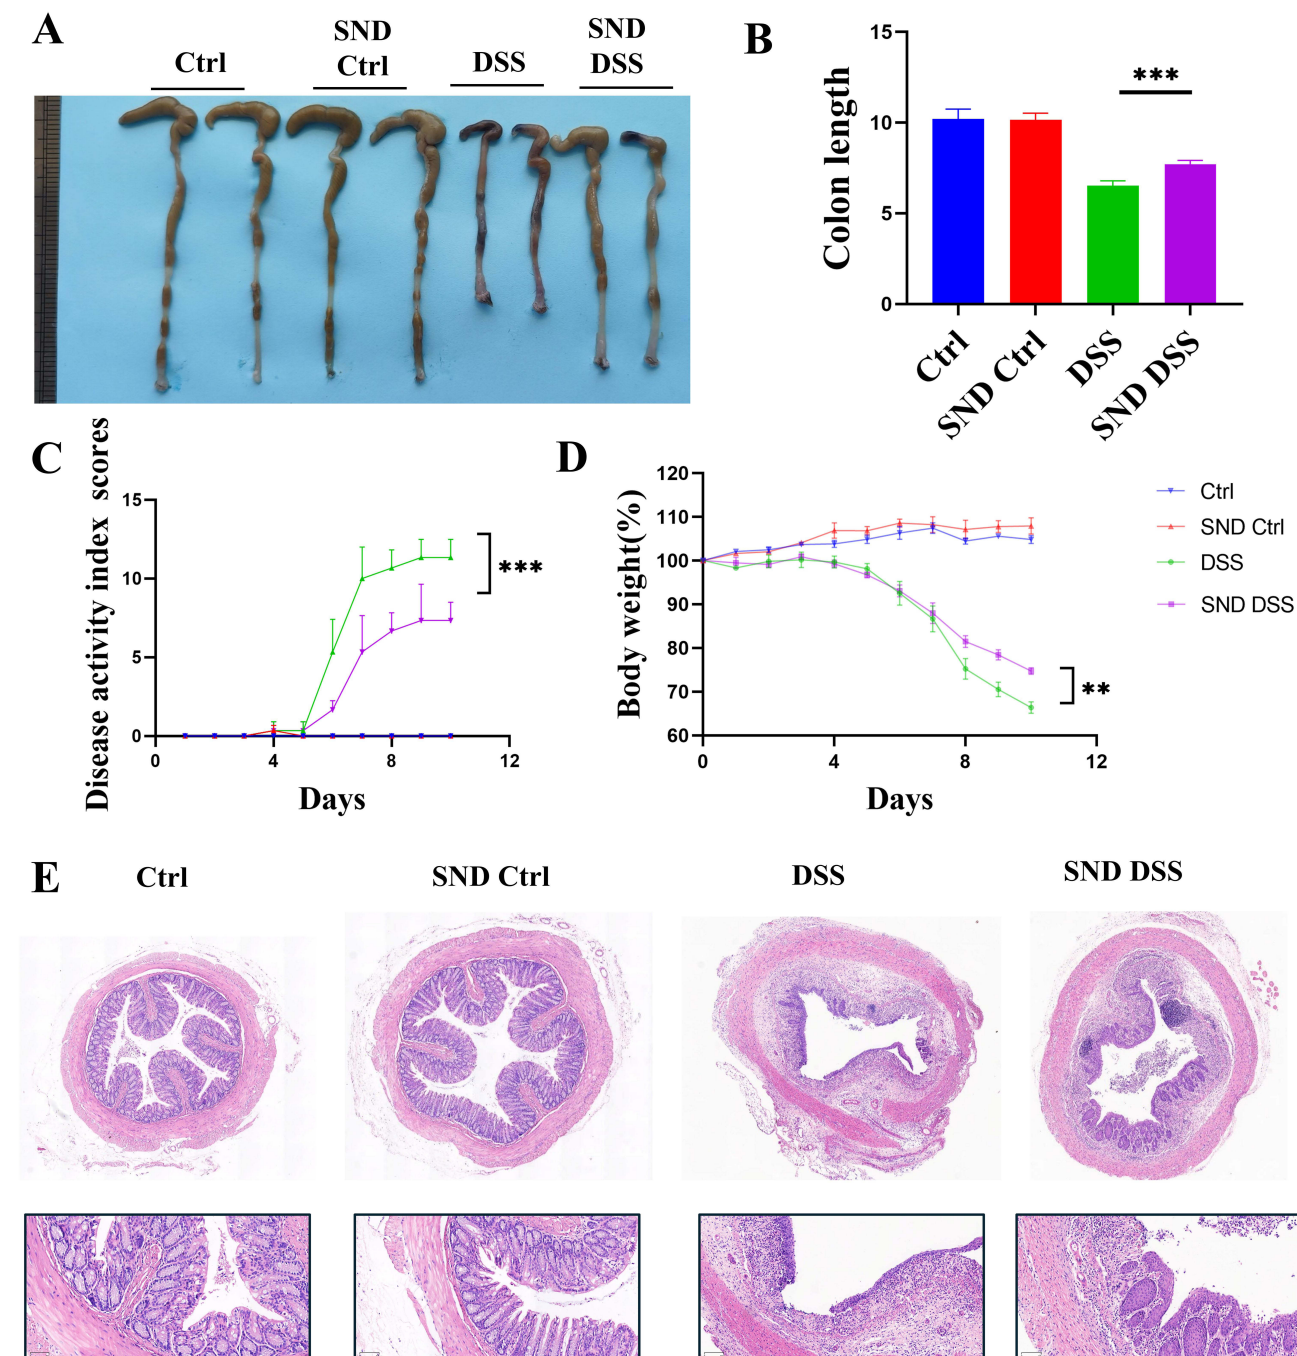 A
Ctrl
SND
Ctrl
DSS
SND
DSS
B
Colon length
15
10
5
0
***
Ctrl
SND Ctrl
DSS
SND DSS
C
Disease activity index scores
15
10
5
0
0
4
8
12
Days
***
D
Body weight(%)
120
110
100
90
80
70
60
0
4
8
12
Days
**
Ctrl
SND Ctrl
DSS
SND DSS
E
Ctrl
SND Ctrl
DSS
SND DSS